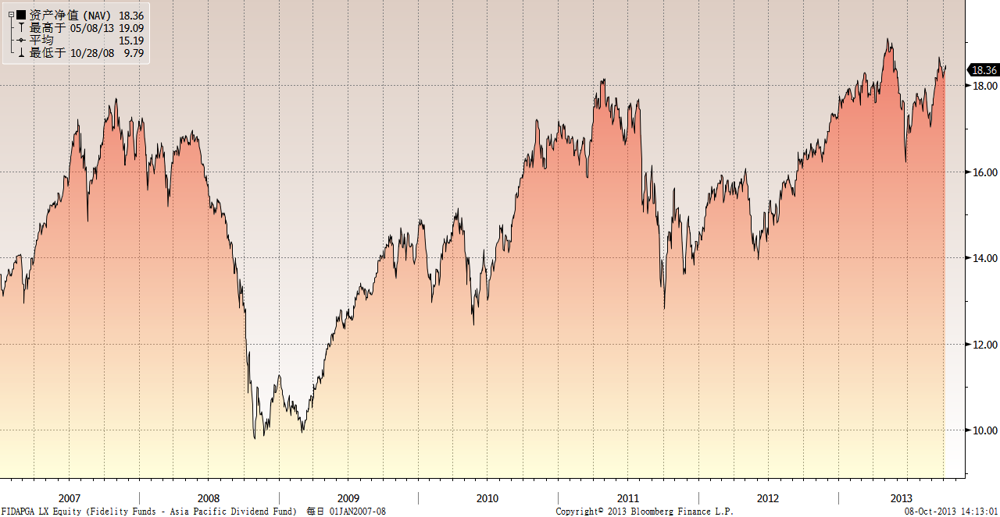 资产净值 (NAV) 18.36
最高于 05/08/13 19.09
平均 15.19
最低于 10/28/08 9.79
18.36
18.00
16.00
14.00
12.00
10.00
2007 2008 2009 2010 2011 2012 2013
FIDAPGA LX Equity (Fidelity Funds - Asia Pacific Dividend Fund) 每日 01JAN2007-08 Copyright© 2013 Bloomberg Finance L.P. 08-Oct-2013 14:13:01